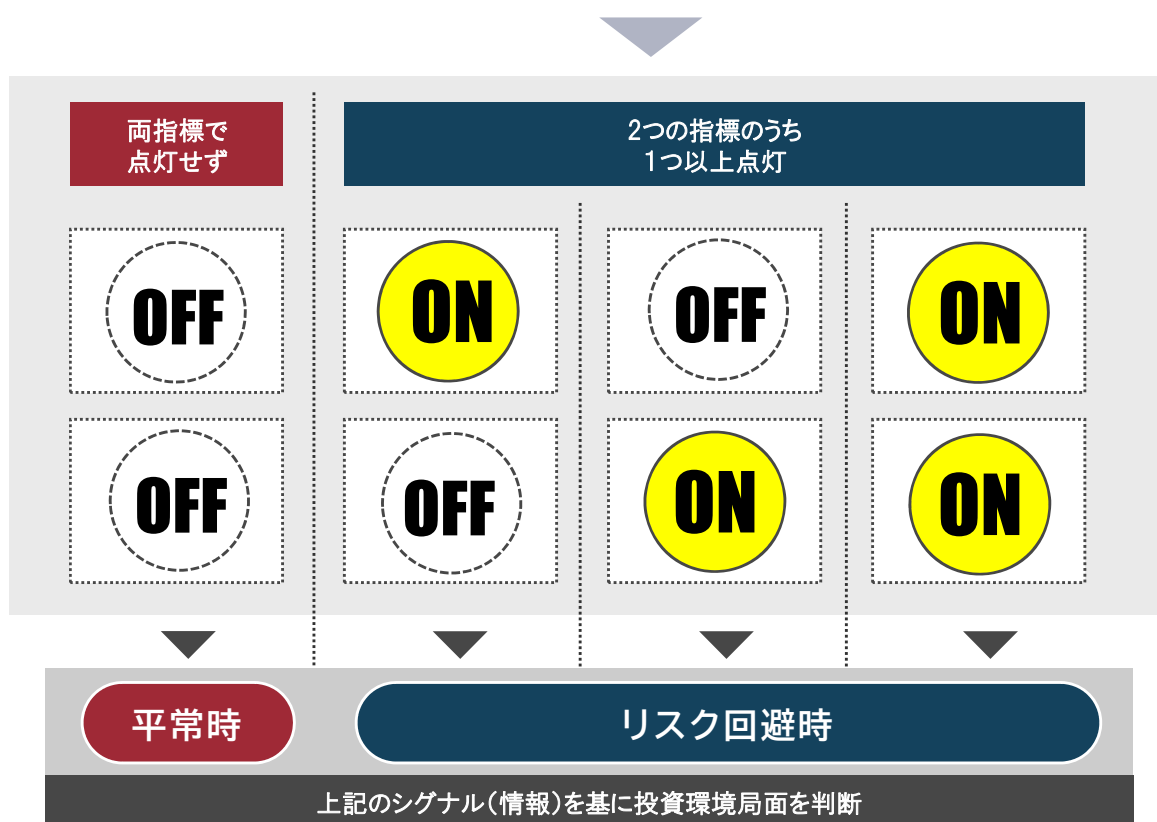 両指標で
点灯せず
2つの指標のうち
1つ以上点灯
OFF
ON
OFF
ON
OFF
OFF
ON
ON
平常時
リスク回避時
上記のシグナル（情報）を基に投資環境局面を判断